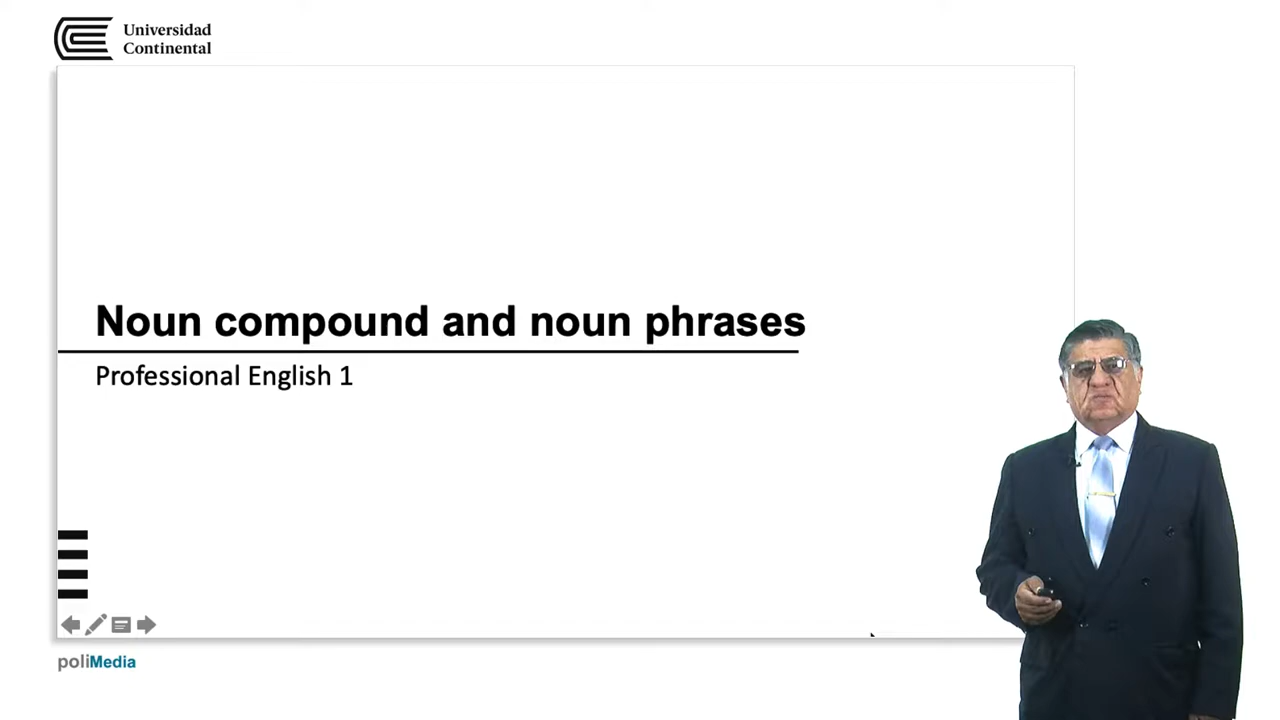 Universidad
Continental
Noun compound and noun phrases
Professional English 1
poliMedia